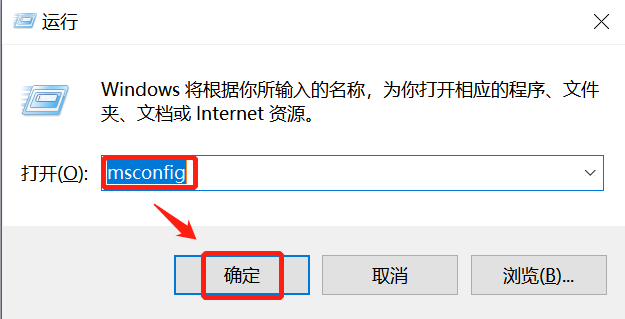 运行
Windows 将根据你所输入的名称，为你打开相应的程序、文件
夹、文档或 Internet 资源。
打开(O): msconfig
确定 取消 浏览(B)...